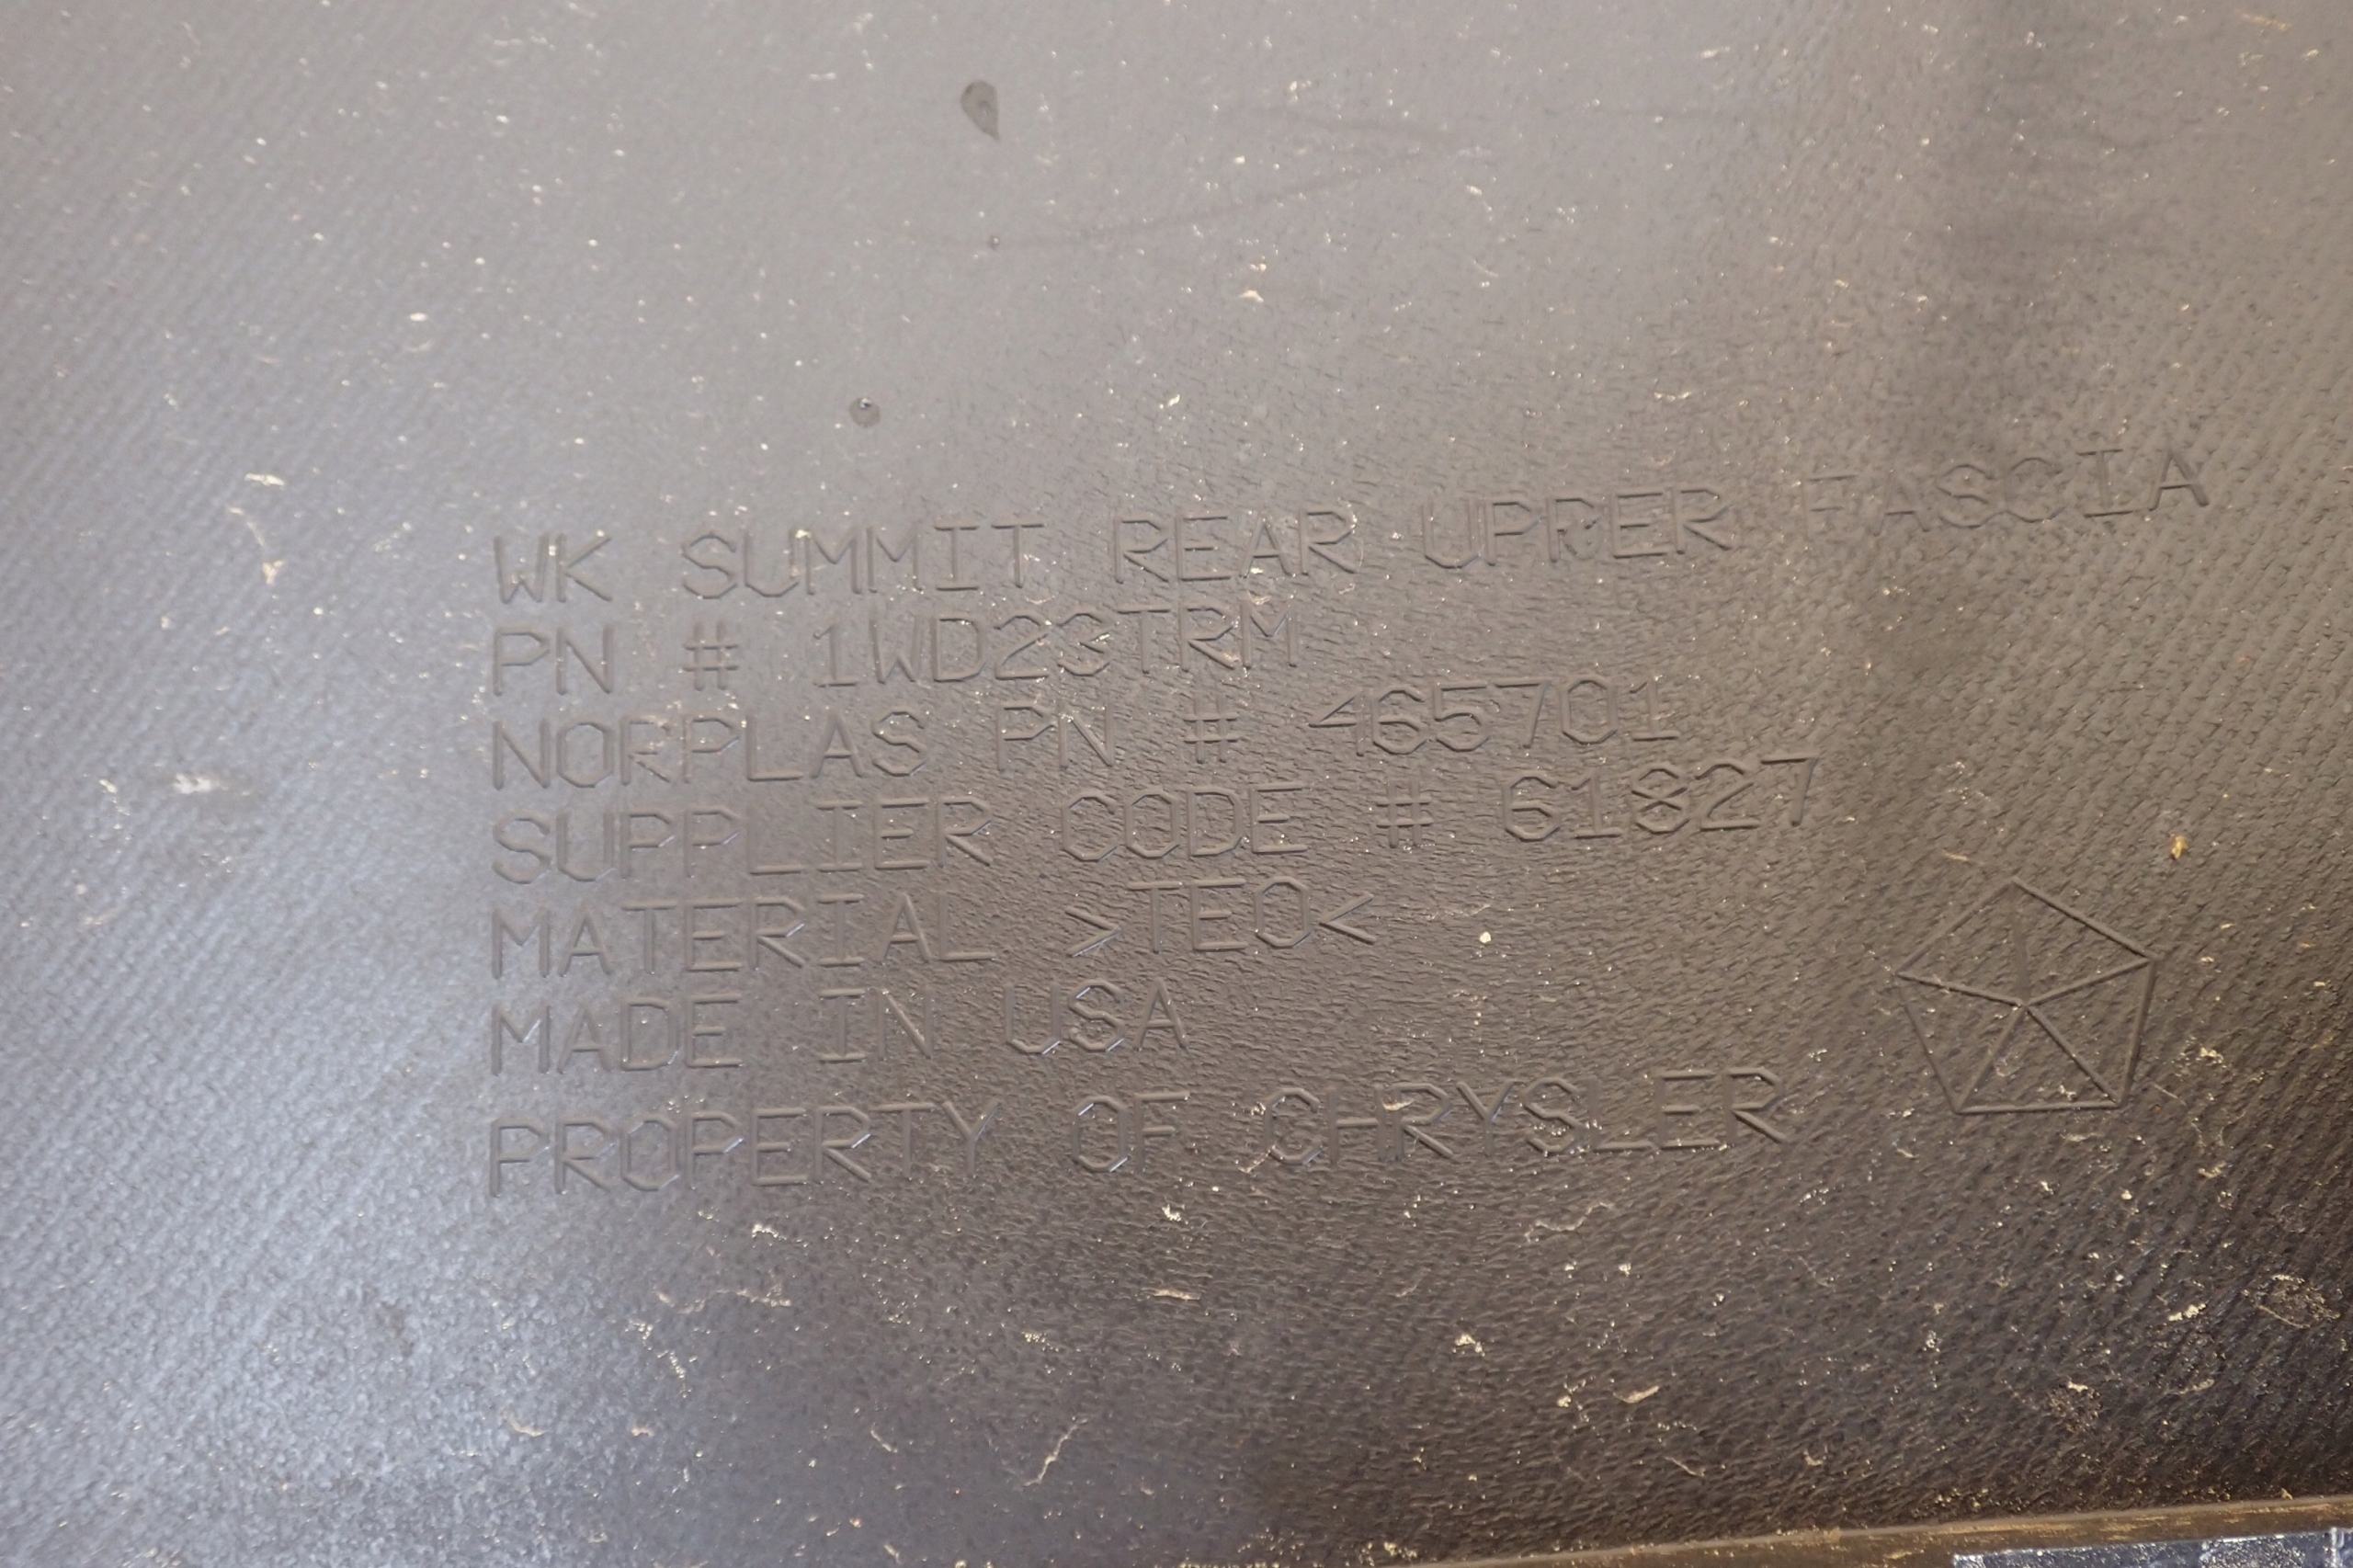 WK SUMMIT REAR UPPER FASCIA
PN # 1WD23TRM
NORPLAS PN # 465701
SUPPLIER CODE # 61827
MATERIAL >TEO<
MADE IN USA
PROPERTY OF CHRYSLER